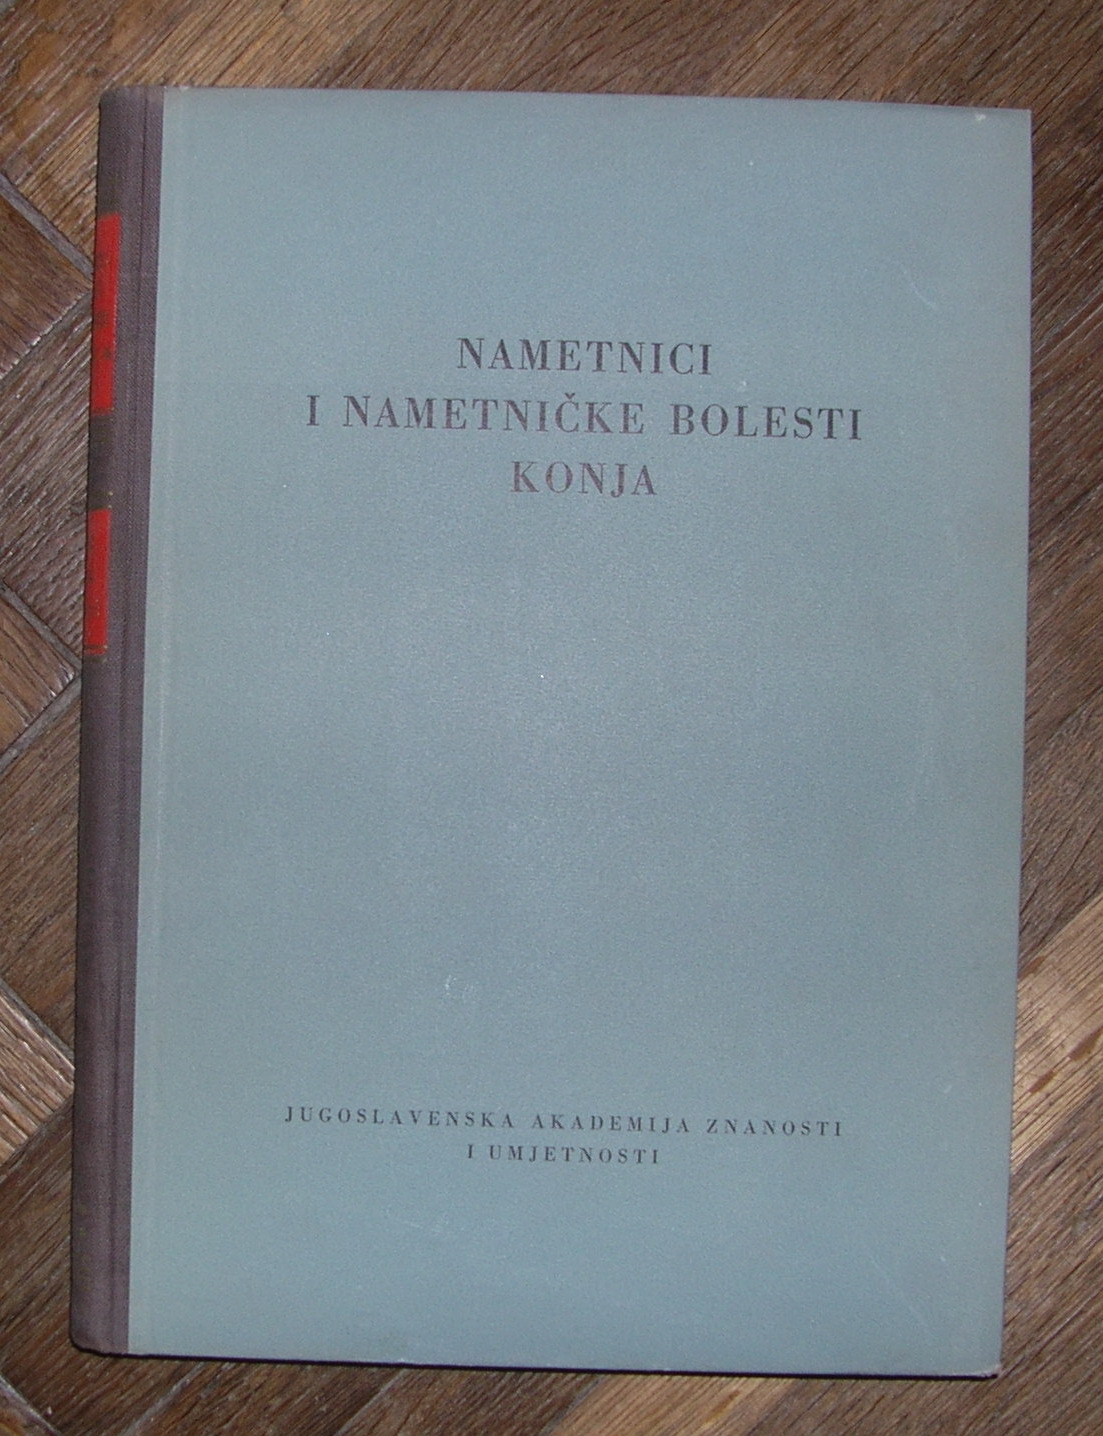 NAMETNICI
I NAMETNIČKE BOLESTI
KONJA
JUGOSLAVENSKA AKADEMIJA ZNANOSTI
I UMJETNOSTI